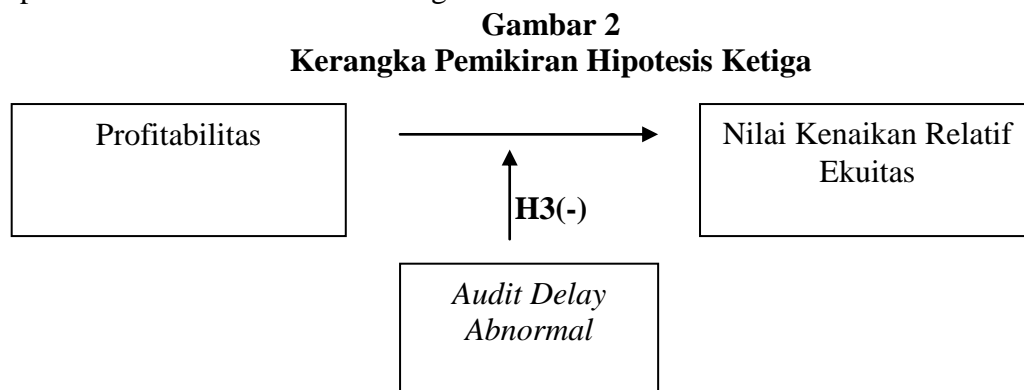 Gambar 2
Kerangka Pemikiran Hipotesis Ketiga
Profitabilitas
Nilai Kenaikan Relatif
Ekuitas
H3(-)
Audit Delay
Abnormal